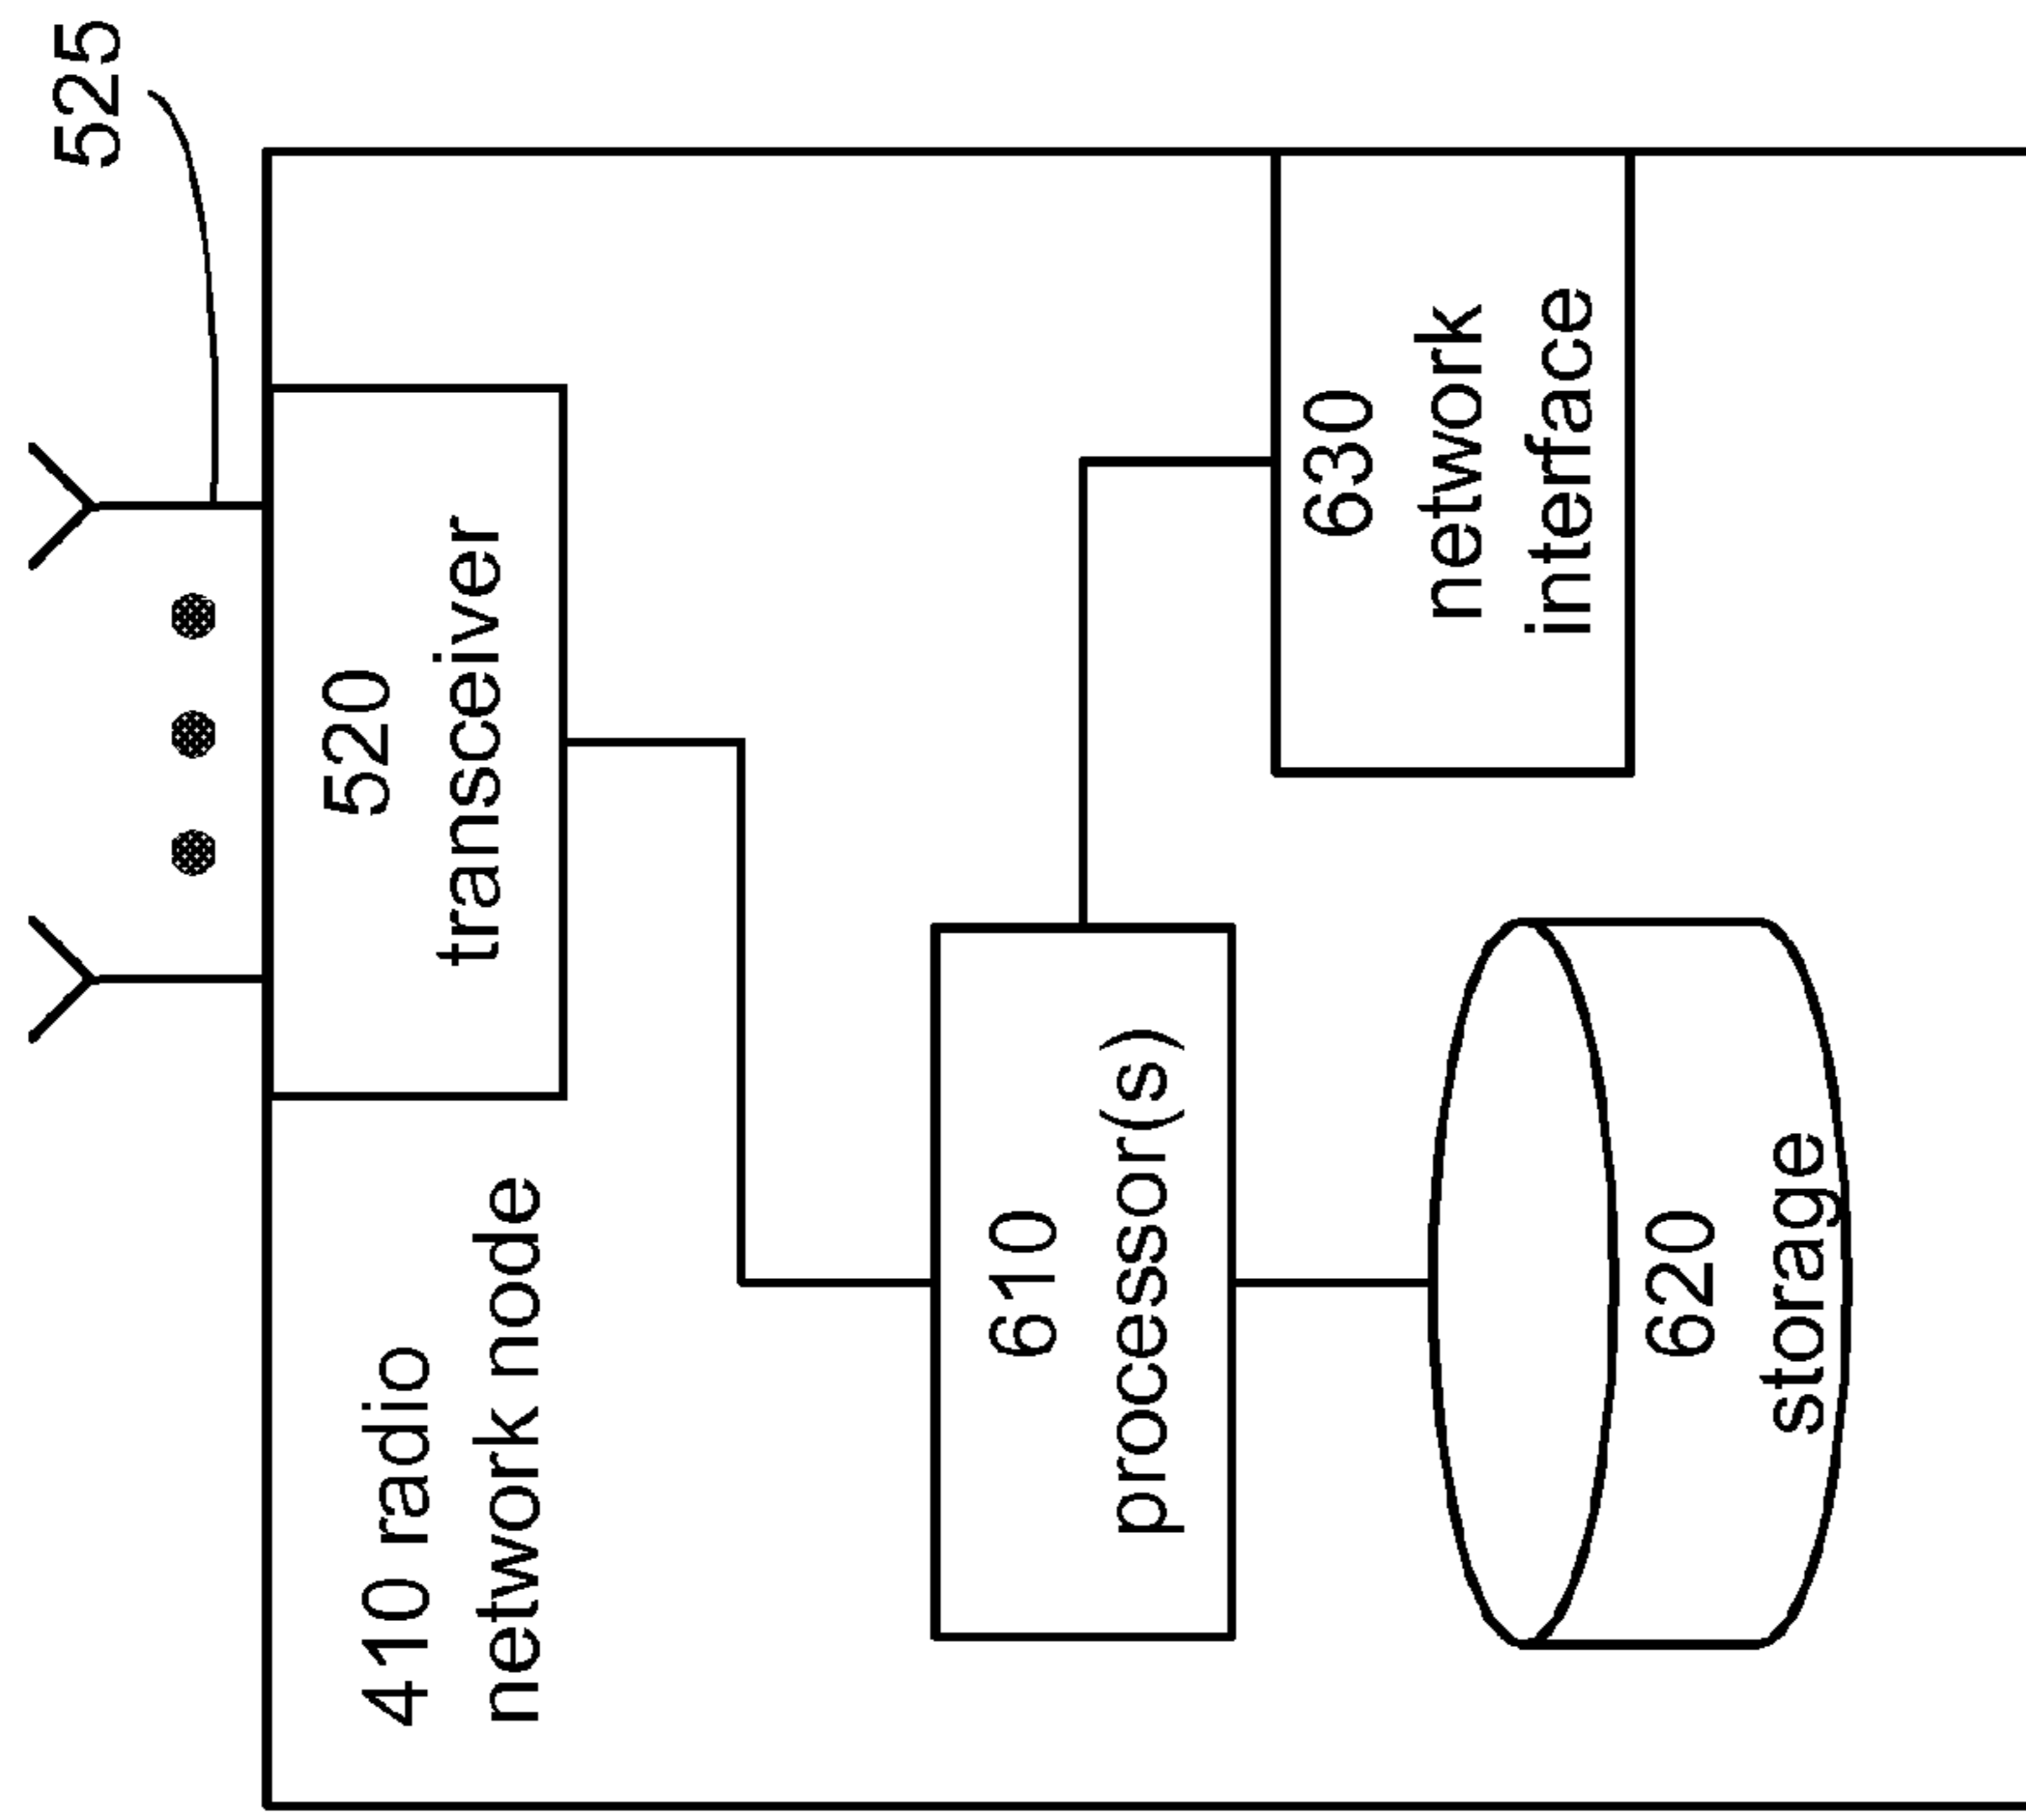 525
410 radio
network node
520
transceiver
610
processor(s)
630
network
interface
620
storage